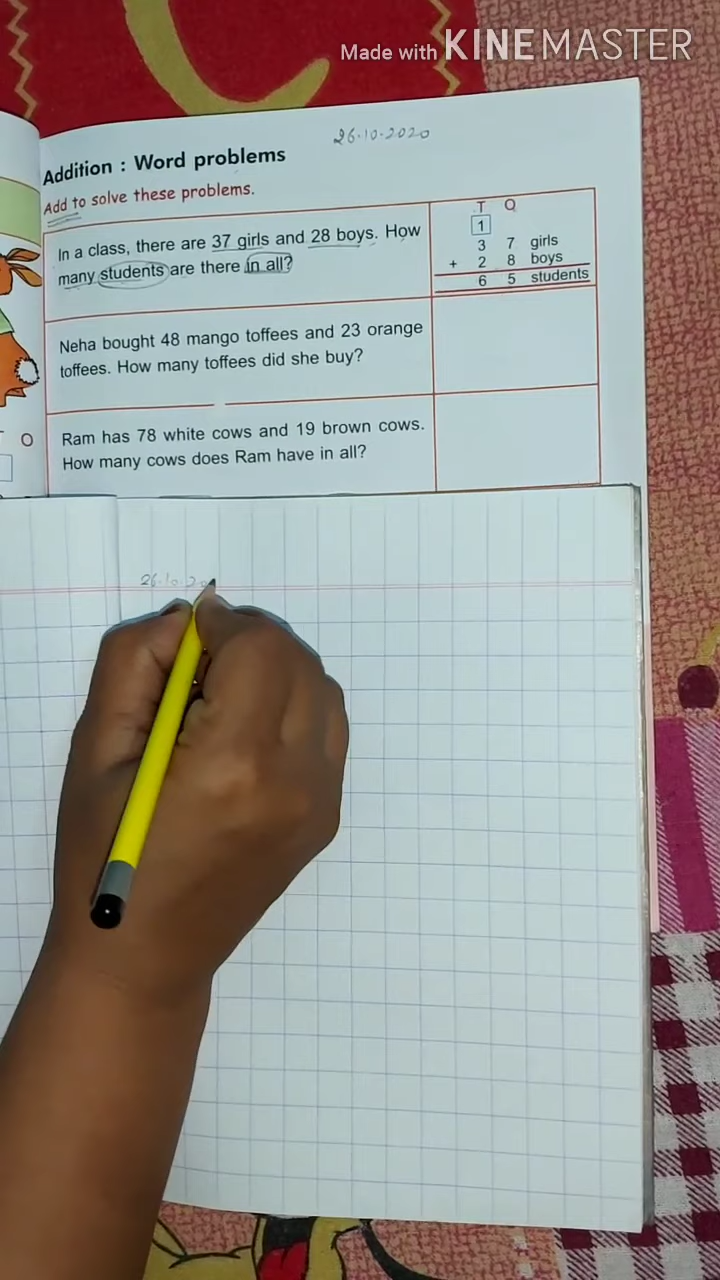 Made with KINEMASTER
26.10.2020
Addition : Word problems
Add to solve these problems.
In a class, there are 37 girls and 28 boys. How
many students are there in all?
T O
1
3 7 girls
+ 2 8 boys
6 5 students
Neha bought 48 mango toffees and 23 orange
toffees. How many toffees did she buy?
Ram has 78 white cows and 19 brown cows.
How many cows does Ram have in all?
O
26.10.20